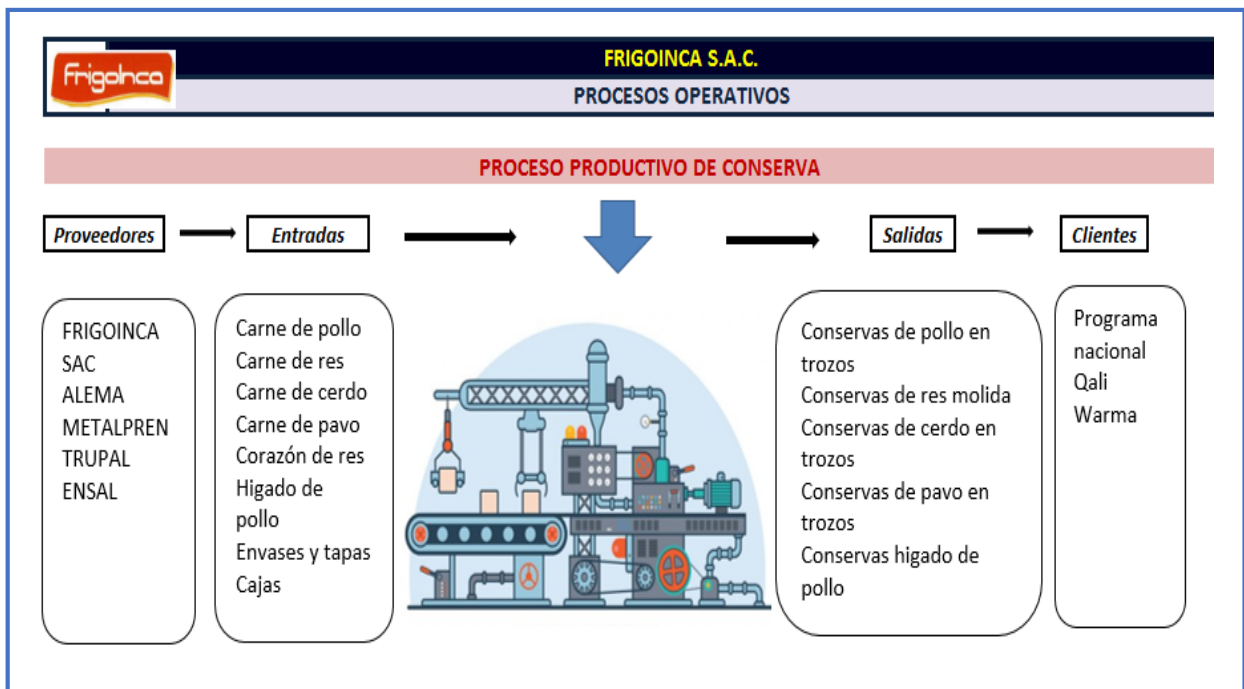 FRIGOINCA S.A.C.
Frigoinca
PROCESOS OPERATIVOS
PROCESO PRODUCTIVO DE CONSERVA
Proveedores
Entradas
Salidas
Clientes
FRIGOINCA
SAC
ALEMA
METALPREN
TRUPAL
ENSAL
Carne de pollo
Carne de res
Carne de cerdo
Carne de pavo
Corazón de res
Higado de
pollo
Envases y tapas
Cajas
Conservas de pollo en
trozos
Conservas de res molida
Conservas de cerdo en
trozos
Conservas de pavo en
trozos
Conservas higado de
pollo
Programa
nacional
Qali
Warma